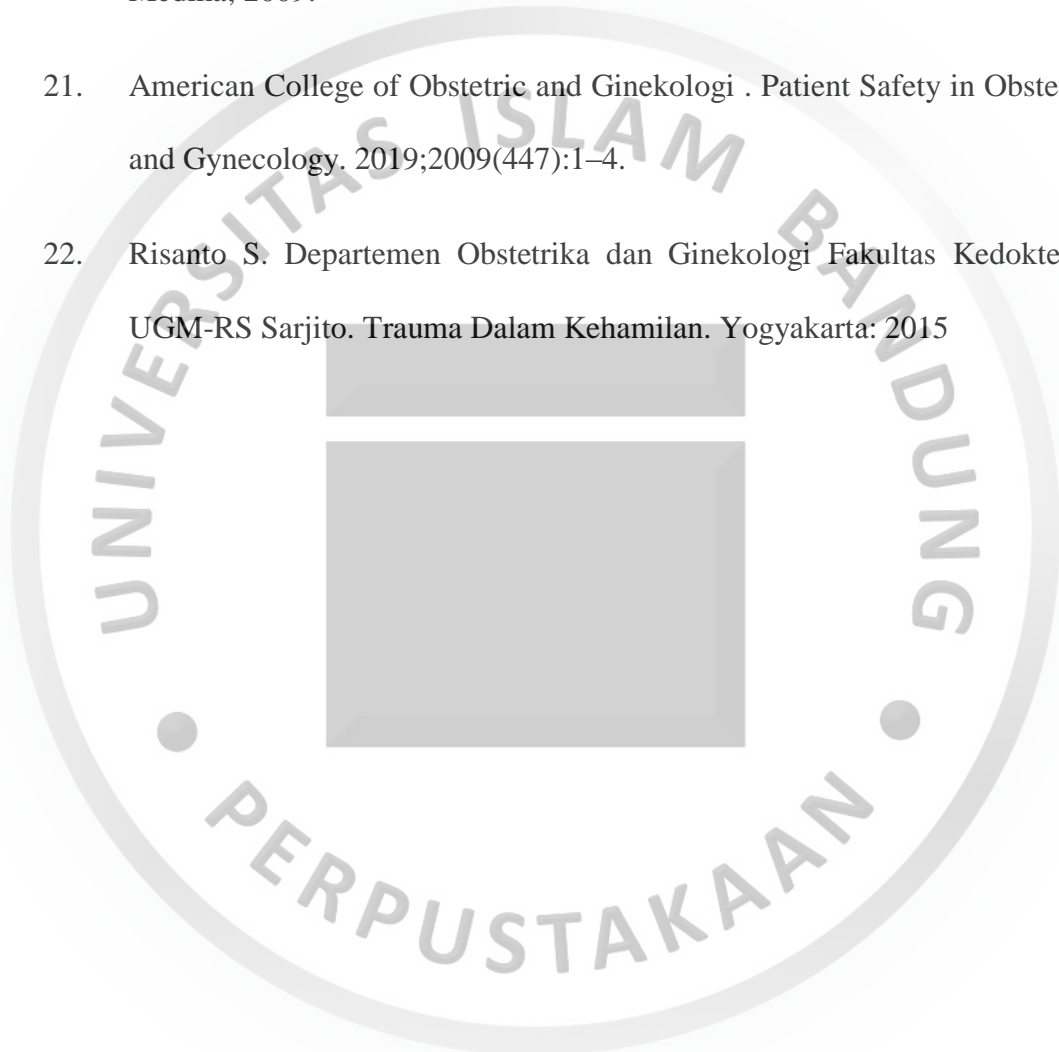 21. American College of Obstetric and Ginekologi . Patient Safety in Obste
and Gynecology. 2019;2009(447):1–4.
22. Risanto S. Departemen Obstetrika dan Ginekologi Fakultas Kedokte
UGM-RS Sarjito. Trauma Dalam Kehamilan. Yogyakarta: 2015
UNIVERSITAS ISLAM BANDUNG
PERPUSTAKAAN